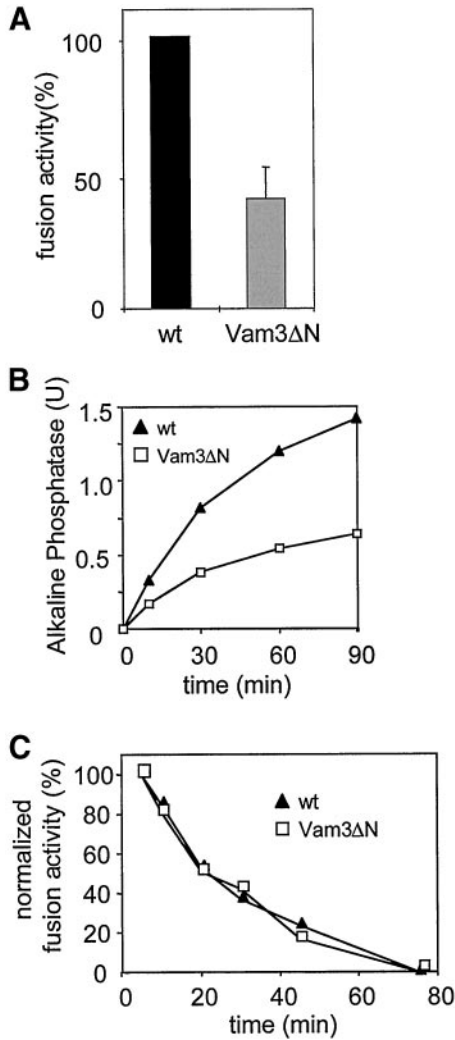 A
fusion activity(%)
100
50
0
wt
Vam3ΔN
B
Alkaline Phosphatase (U)
1.5
1.0
0.5
0
wt
Vam3ΔN
0 30 60 90
time (min)
C
normalized
fusion activity (%)
100
80
60
40
20
0
wt
Vam3ΔN
0 20 40 60 80
time (min)